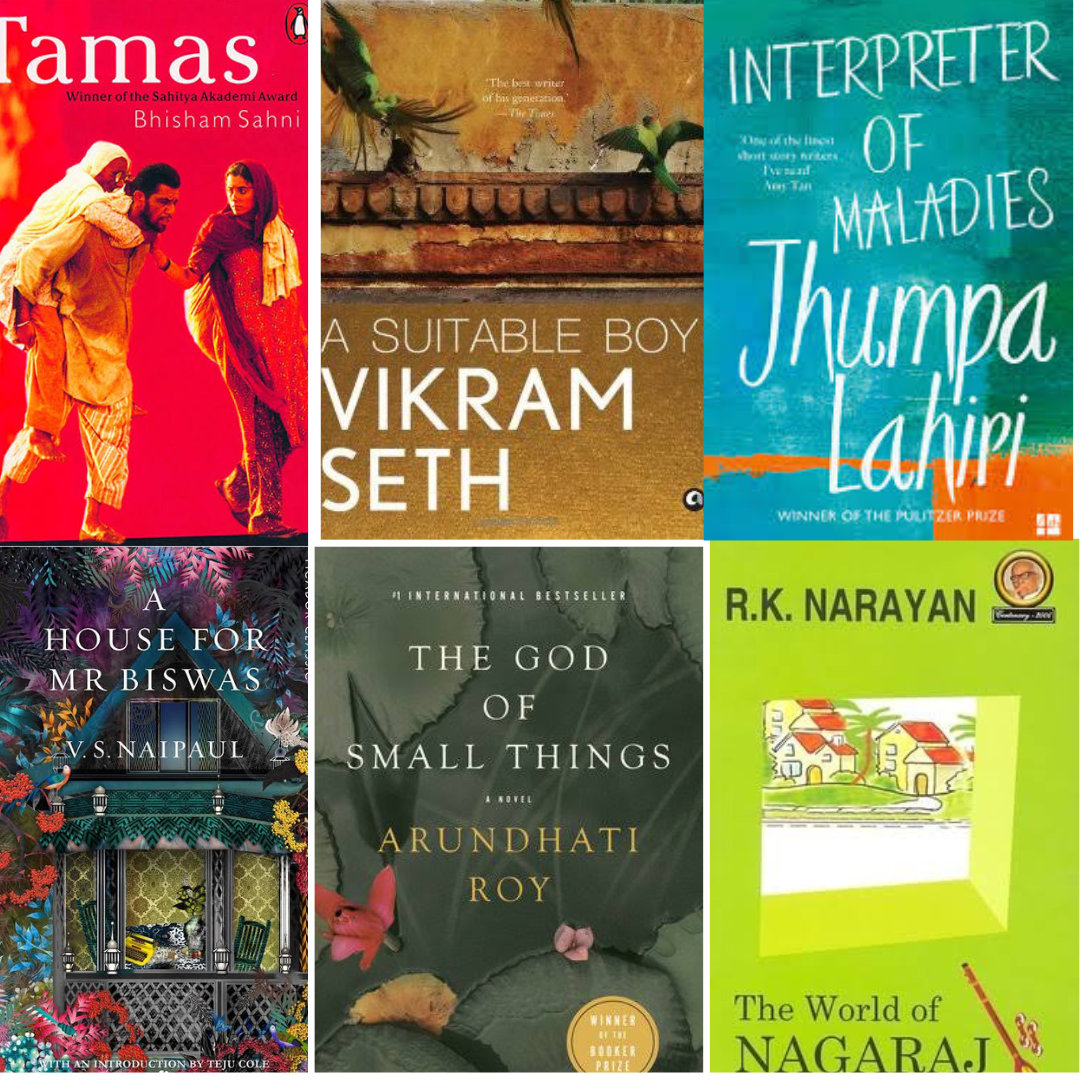 Tamas
Winner of the Sahitya Akademi Award
Bhisham Sahni
'The best writer
of his generation.'
—The Times
A SUITABLE BOY
VIKRAM
SETH
INTERPRETER
OF
MALADIES
'One of the finest
short story writers
I've read'
Amy Tan
Jhumpa
Lahiri
WINNER OF THE PULITZER PRIZE
A
HOUSE FOR
MR BISWAS
V. S. NAIPAUL
WITH AN INTRODUCTION BY TEJU COLE
#1 INTERNATIONAL BESTSELLER
THE GOD
OF
SMALL THINGS
A NOVEL
ARUNDHATI
ROY
WINNER
OF THE
BOOKER
PRIZE
R.K. NARAYAN
Centenary - 2006
The World of
NAGARAJ